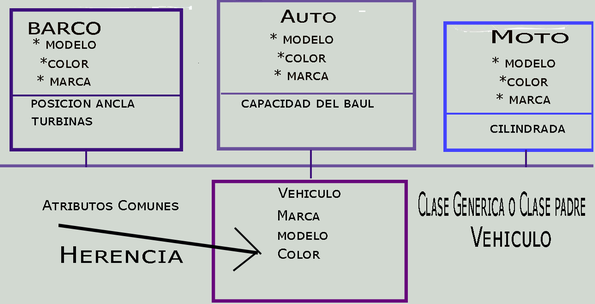 BARCO
* MODELO
*COLOR
* MARCA
POSICION ANCLA
TURBINAS
AUTO
* MODELO
*COLOR
* MARCA
CAPACIDAD DEL BAUL
MOTO
* MODELO
*COLOR
* MARCA
CILINDRADA
ATRIBUTOS COMUNES
HERENCIA
VEHICULO
MARCA
MODELO
COLOR
CLASE GENERICA O CLASE PADRE
VEHICULO